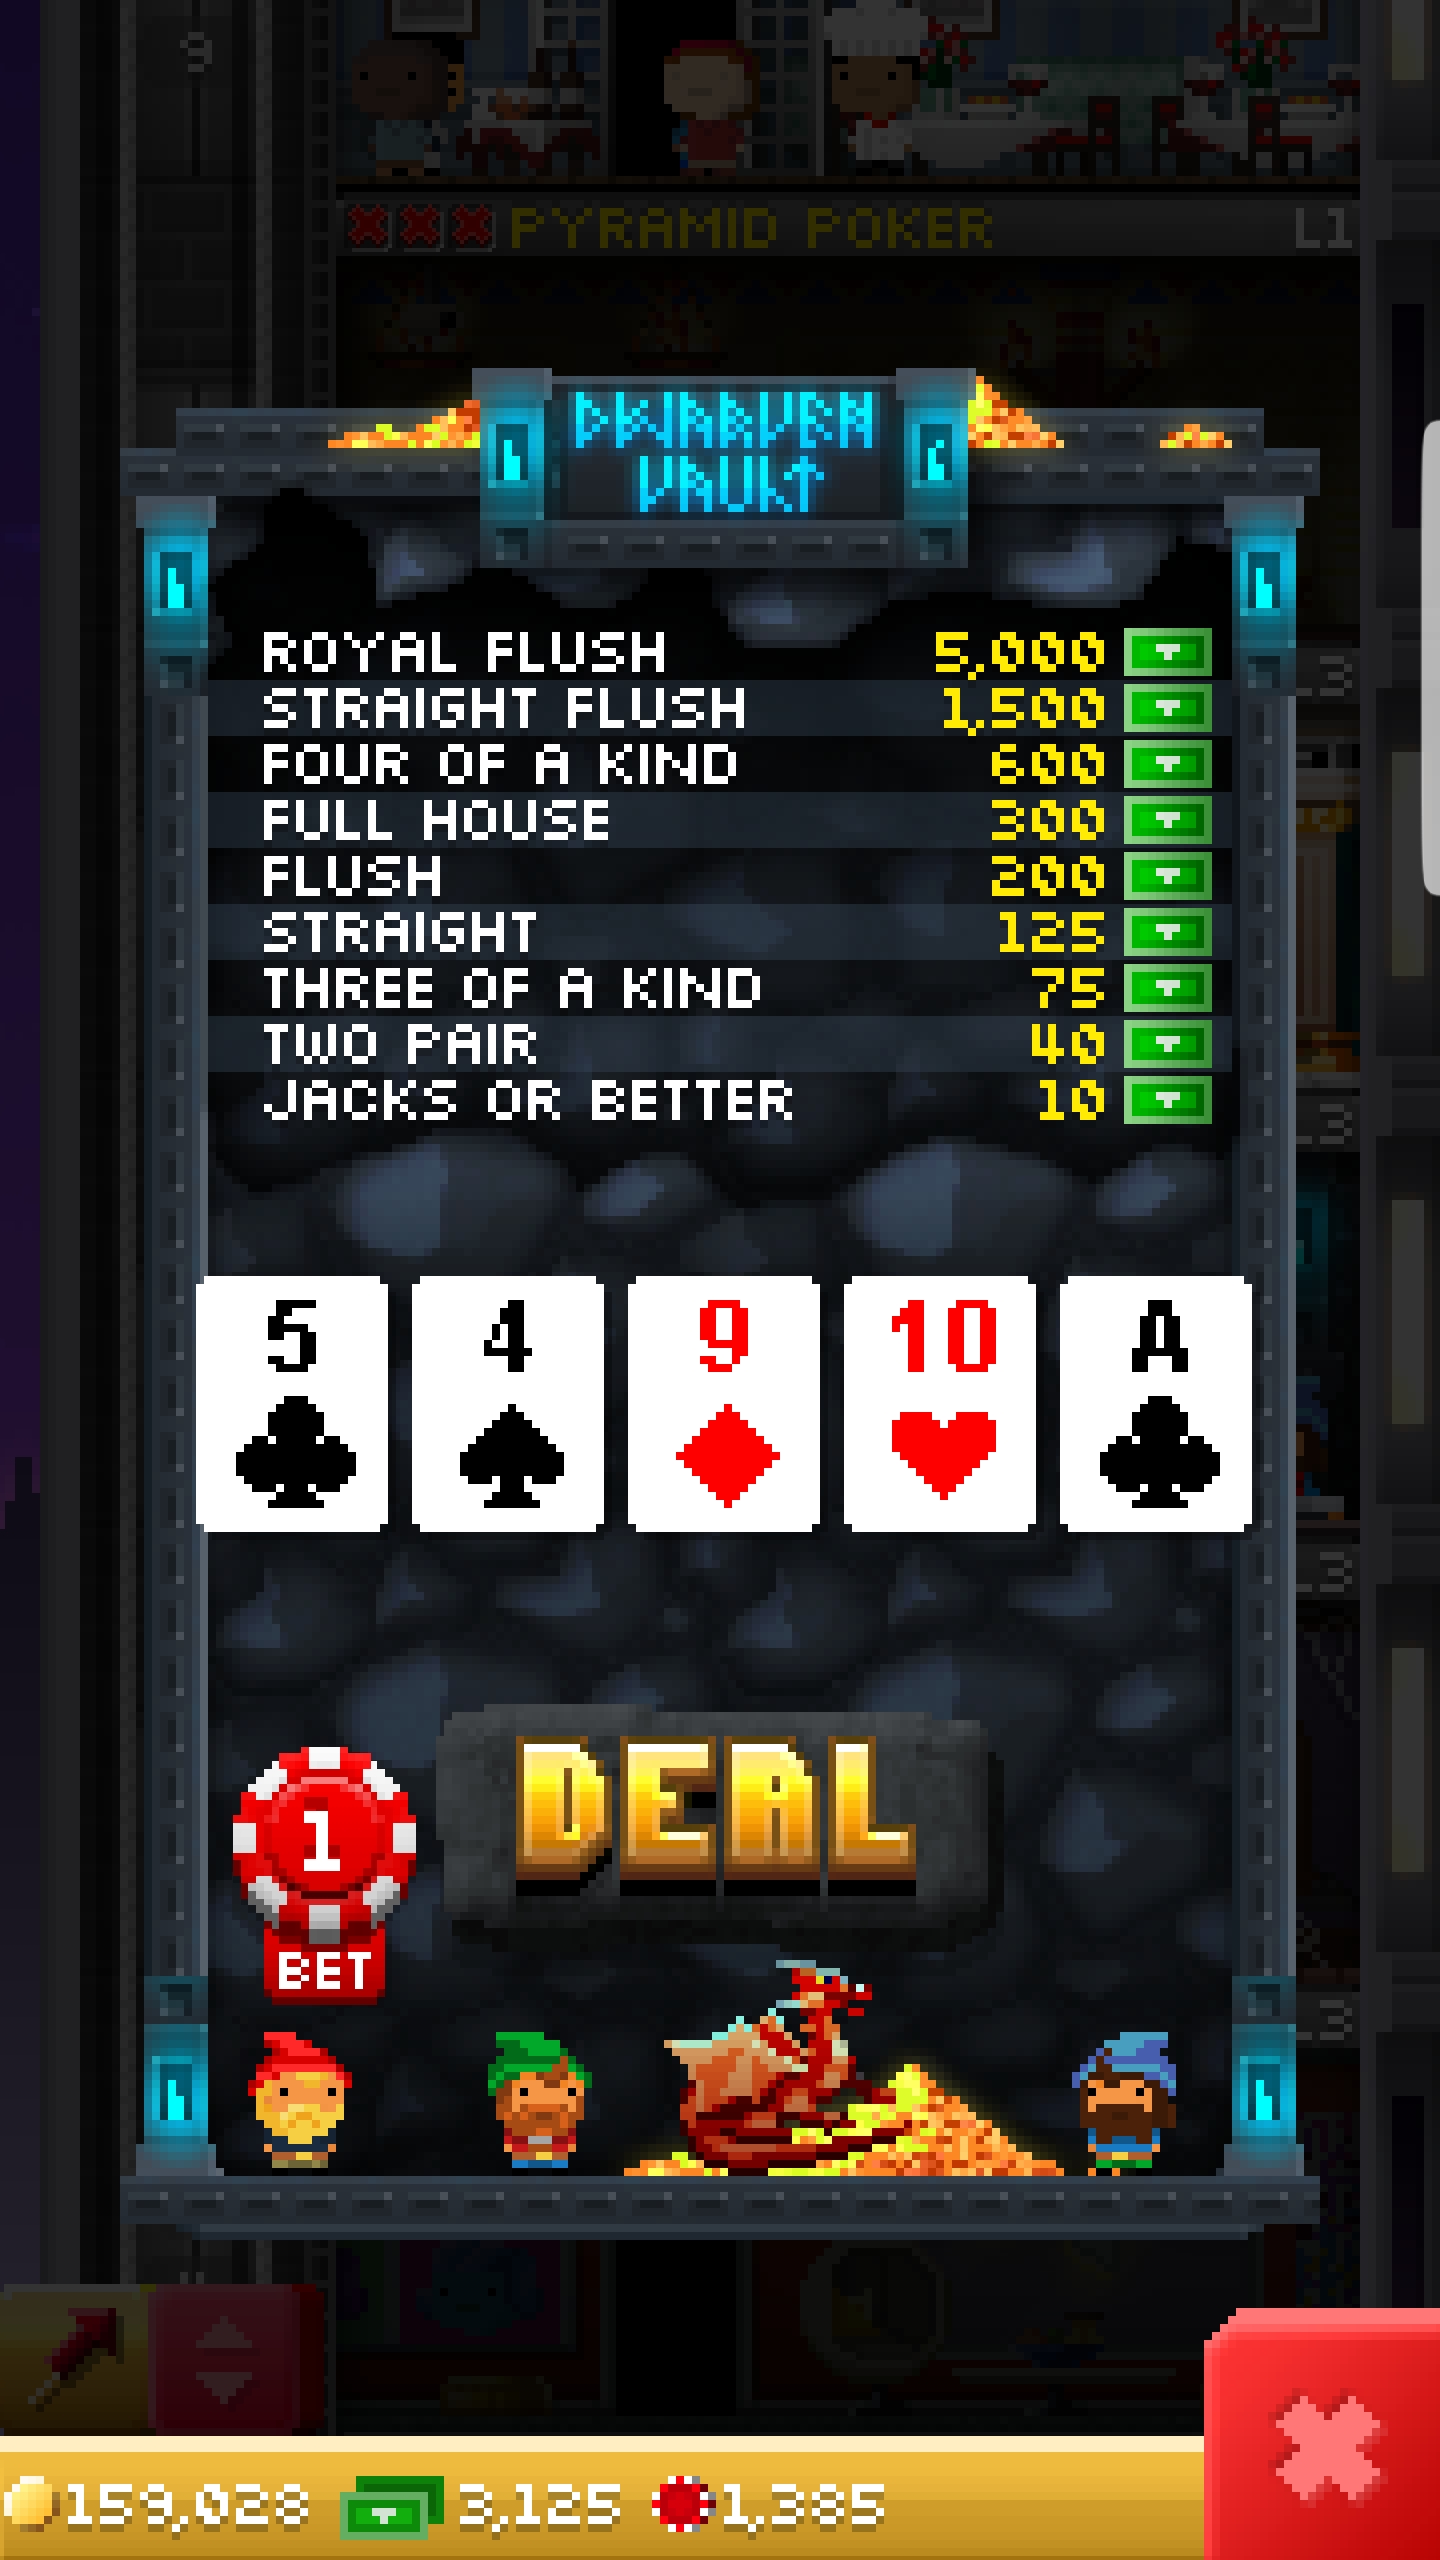 9
PYRAMID POKER L1
DWARVEN
VAULT
ROYAL FLUSH 5,000
STRAIGHT FLUSH 1,500
FOUR OF A KIND 600
FULL HOUSE 300
FLUSH 200
STRAIGHT 125
THREE OF A KIND 75
TWO PAIR 40
JACKS OR BETTER 10
5 4 9 10 A
DEAL
1
BET
159,028 3,125 1,385